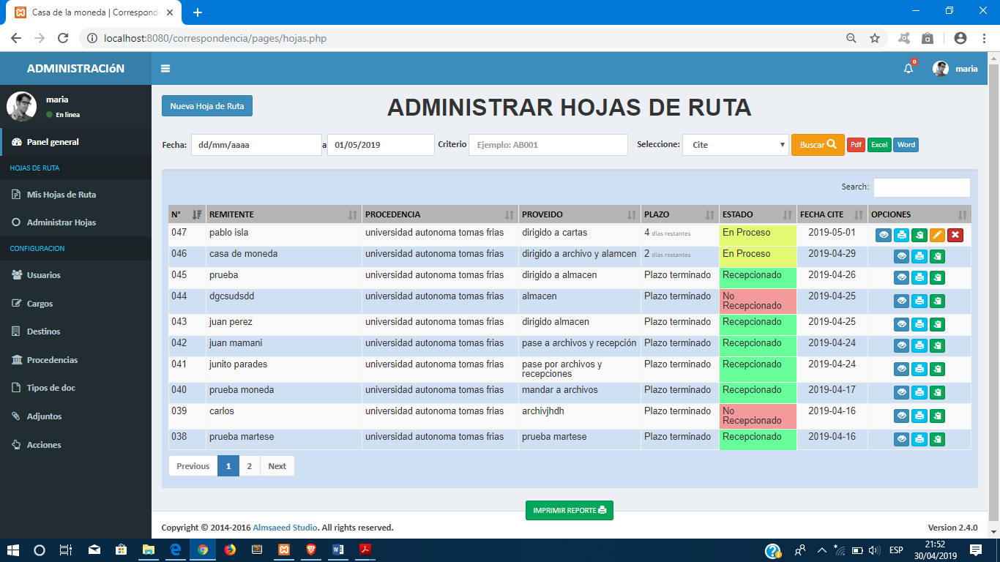 Casa de la moneda | Correspond
localhost:8080/correspondencia/pages/hojas.php
ADMINISTRACIóN
0
maria
maria
En linea
Panel general
HOJAS DE RUTA
Mis Hojas de Ruta
Administrar Hojas
CONFIGURACION
Usuarios
Cargos
Destinos
Procedencias
Tipos de doc
Adjuntos
Acciones
Nueva Hoja de Ruta
ADMINISTRAR HOJAS DE RUTA
Fecha: dd/mm/aaaa a 01/05/2019 Criterio Ejemplo: AB001 Seleccione: Cite Buscar Pdf Excel Word
Search:
N° REMITENTE PROCEDENCIA PROVEIDO PLAZO ESTADO FECHA CITE OPCIONES
047 pablo isla universidad autonoma tomas frias dirigido a cartas 4 dias restantes En Proceso 2019-05-01
046 casa de moneda universidad autonoma tomas frias dirigido a archivo y alamcen 2 dias restantes En Proceso 2019-04-29
045 prueba universidad autonoma tomas frias dirigido a almacen Plazo terminado Recepcionado 2019-04-26
044 dgcsudsdd universidad autonoma tomas frias almacen Plazo terminado No 2019-04-25
Recepcionado
043 juan perez universidad autonoma tomas frias dirigido almacen Plazo terminado Recepcionado 2019-04-25
042 juan mamani universidad autonoma tomas frias pase a archivos y recepción Plazo terminado Recepcionado 2019-04-24
041 junito parades universidad autonoma tomas frias pase por archivos y Plazo terminado Recepcionado 2019-04-24
recepciones
040 prueba moneda universidad autonoma tomas frias mandar a archivos Plazo terminado Recepcionado 2019-04-17
039 carlos universidad autonoma tomas frias archivjhdh Plazo terminado No 2019-04-16
Recepcionado
038 prueba martese universidad autonoma tomas frias prueba martese Plazo terminado Recepcionado 2019-04-16
Previous 1 2 Next
IMPRIMIR REPORTE
Copyright © 2014-2016 Almsaeed Studio. All rights reserved.
Version 2.4.0
ESP
21:52
30/04/2019